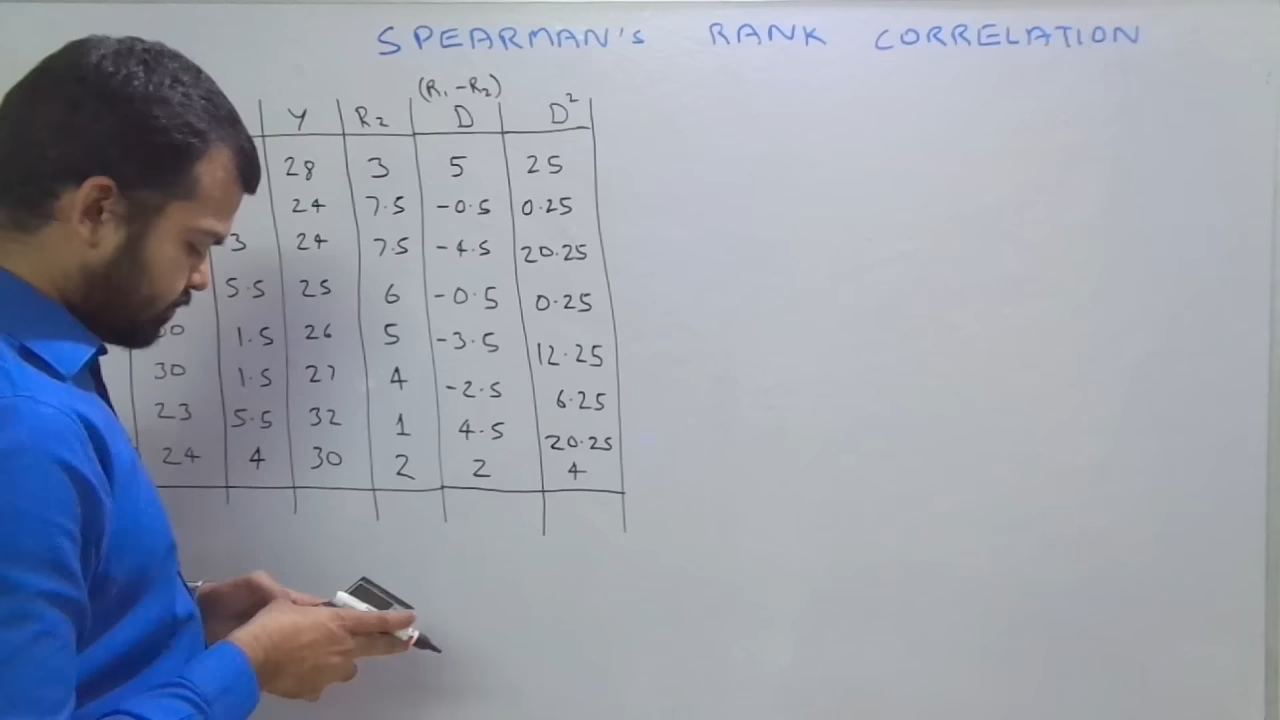 SPEARMAN'S RANK CORRELATION
(R₁-R₂)
Y R₂ D D²
28 3 5 25
24 7.5 -0.5 0.25
3 24 7.5 -4.5 20.25
5.5 25 6 -0.5 0.25
1.5 26 5 -3.5 12.25
30 1.5 27 4 -2.5 6.25
23 5.5 32 1 4.5 20.25
24 4 30 2 2 4